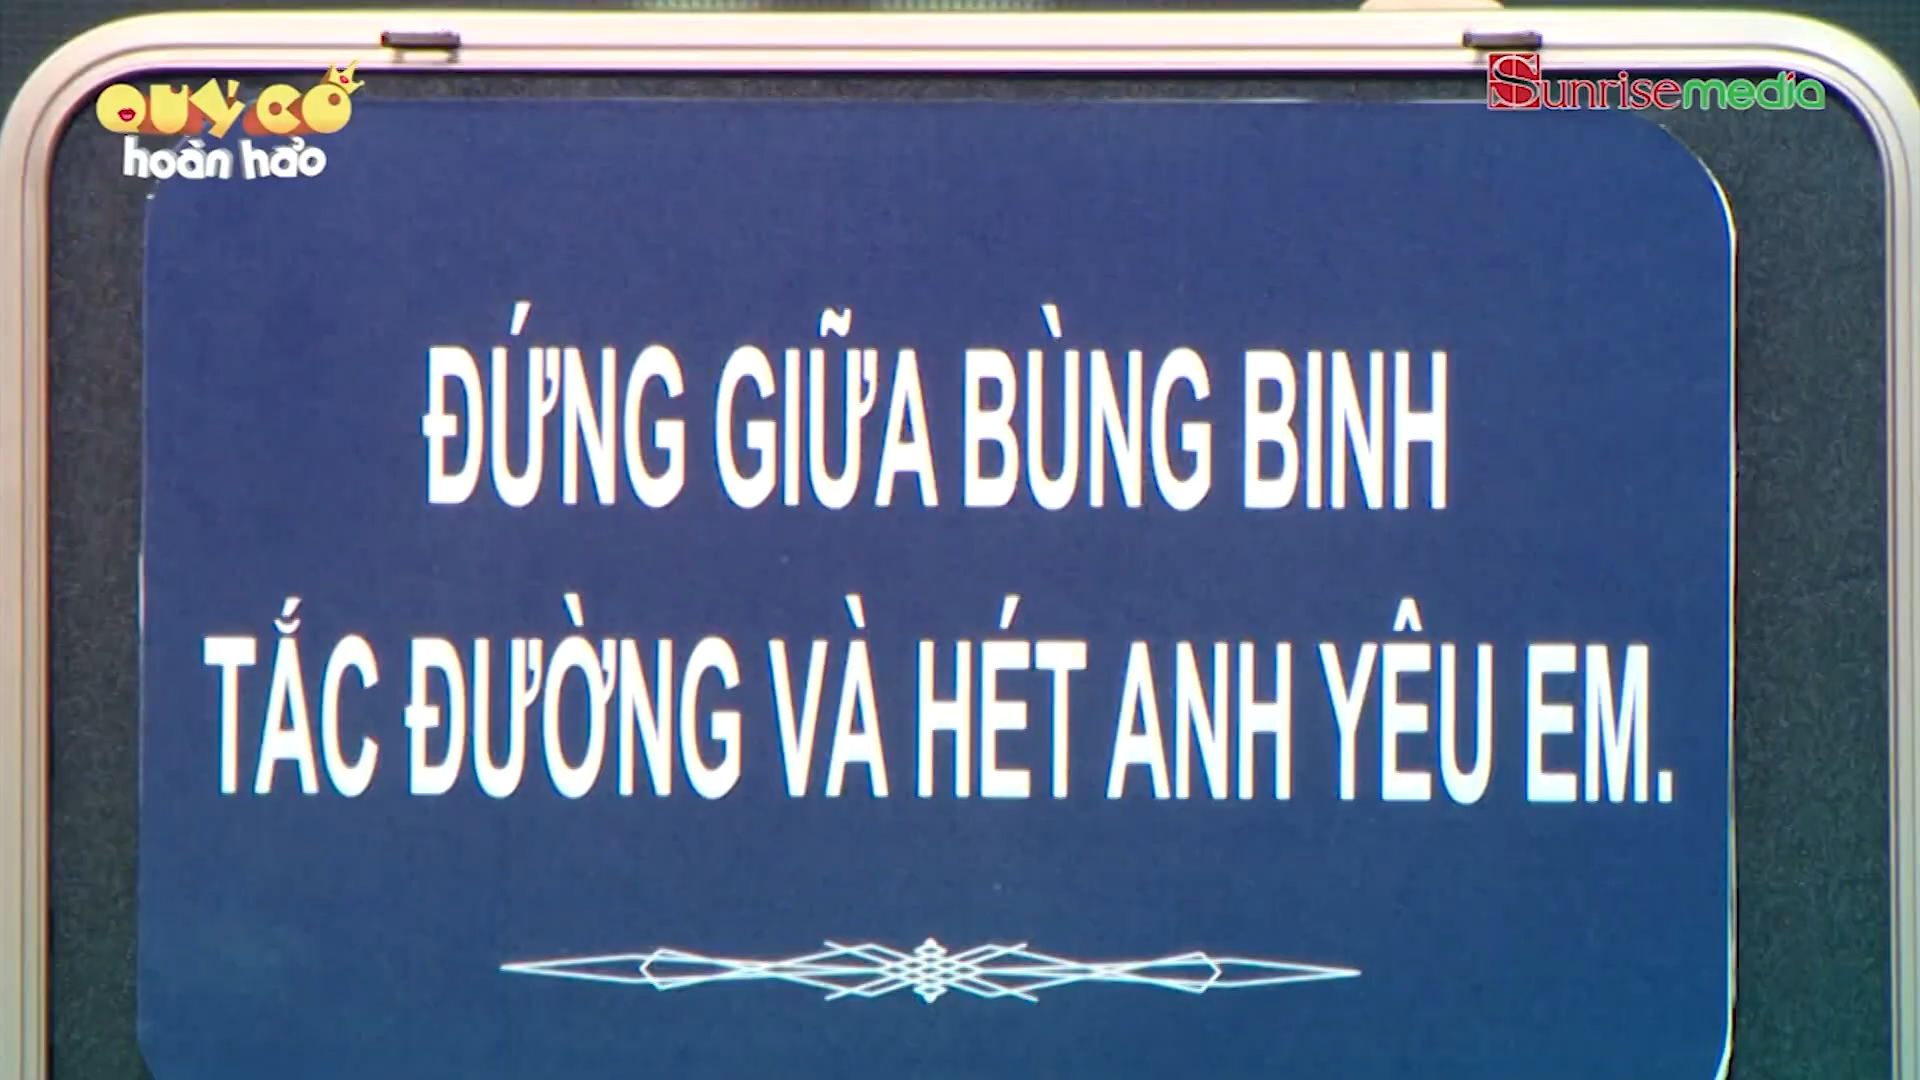 QUÝ CÔ
hoàn hảo
Sunrisemedia
ĐỨNG GIỮA BÙNG BINH
TẮC ĐƯỜNG VÀ HÉT ANH YÊU EM.